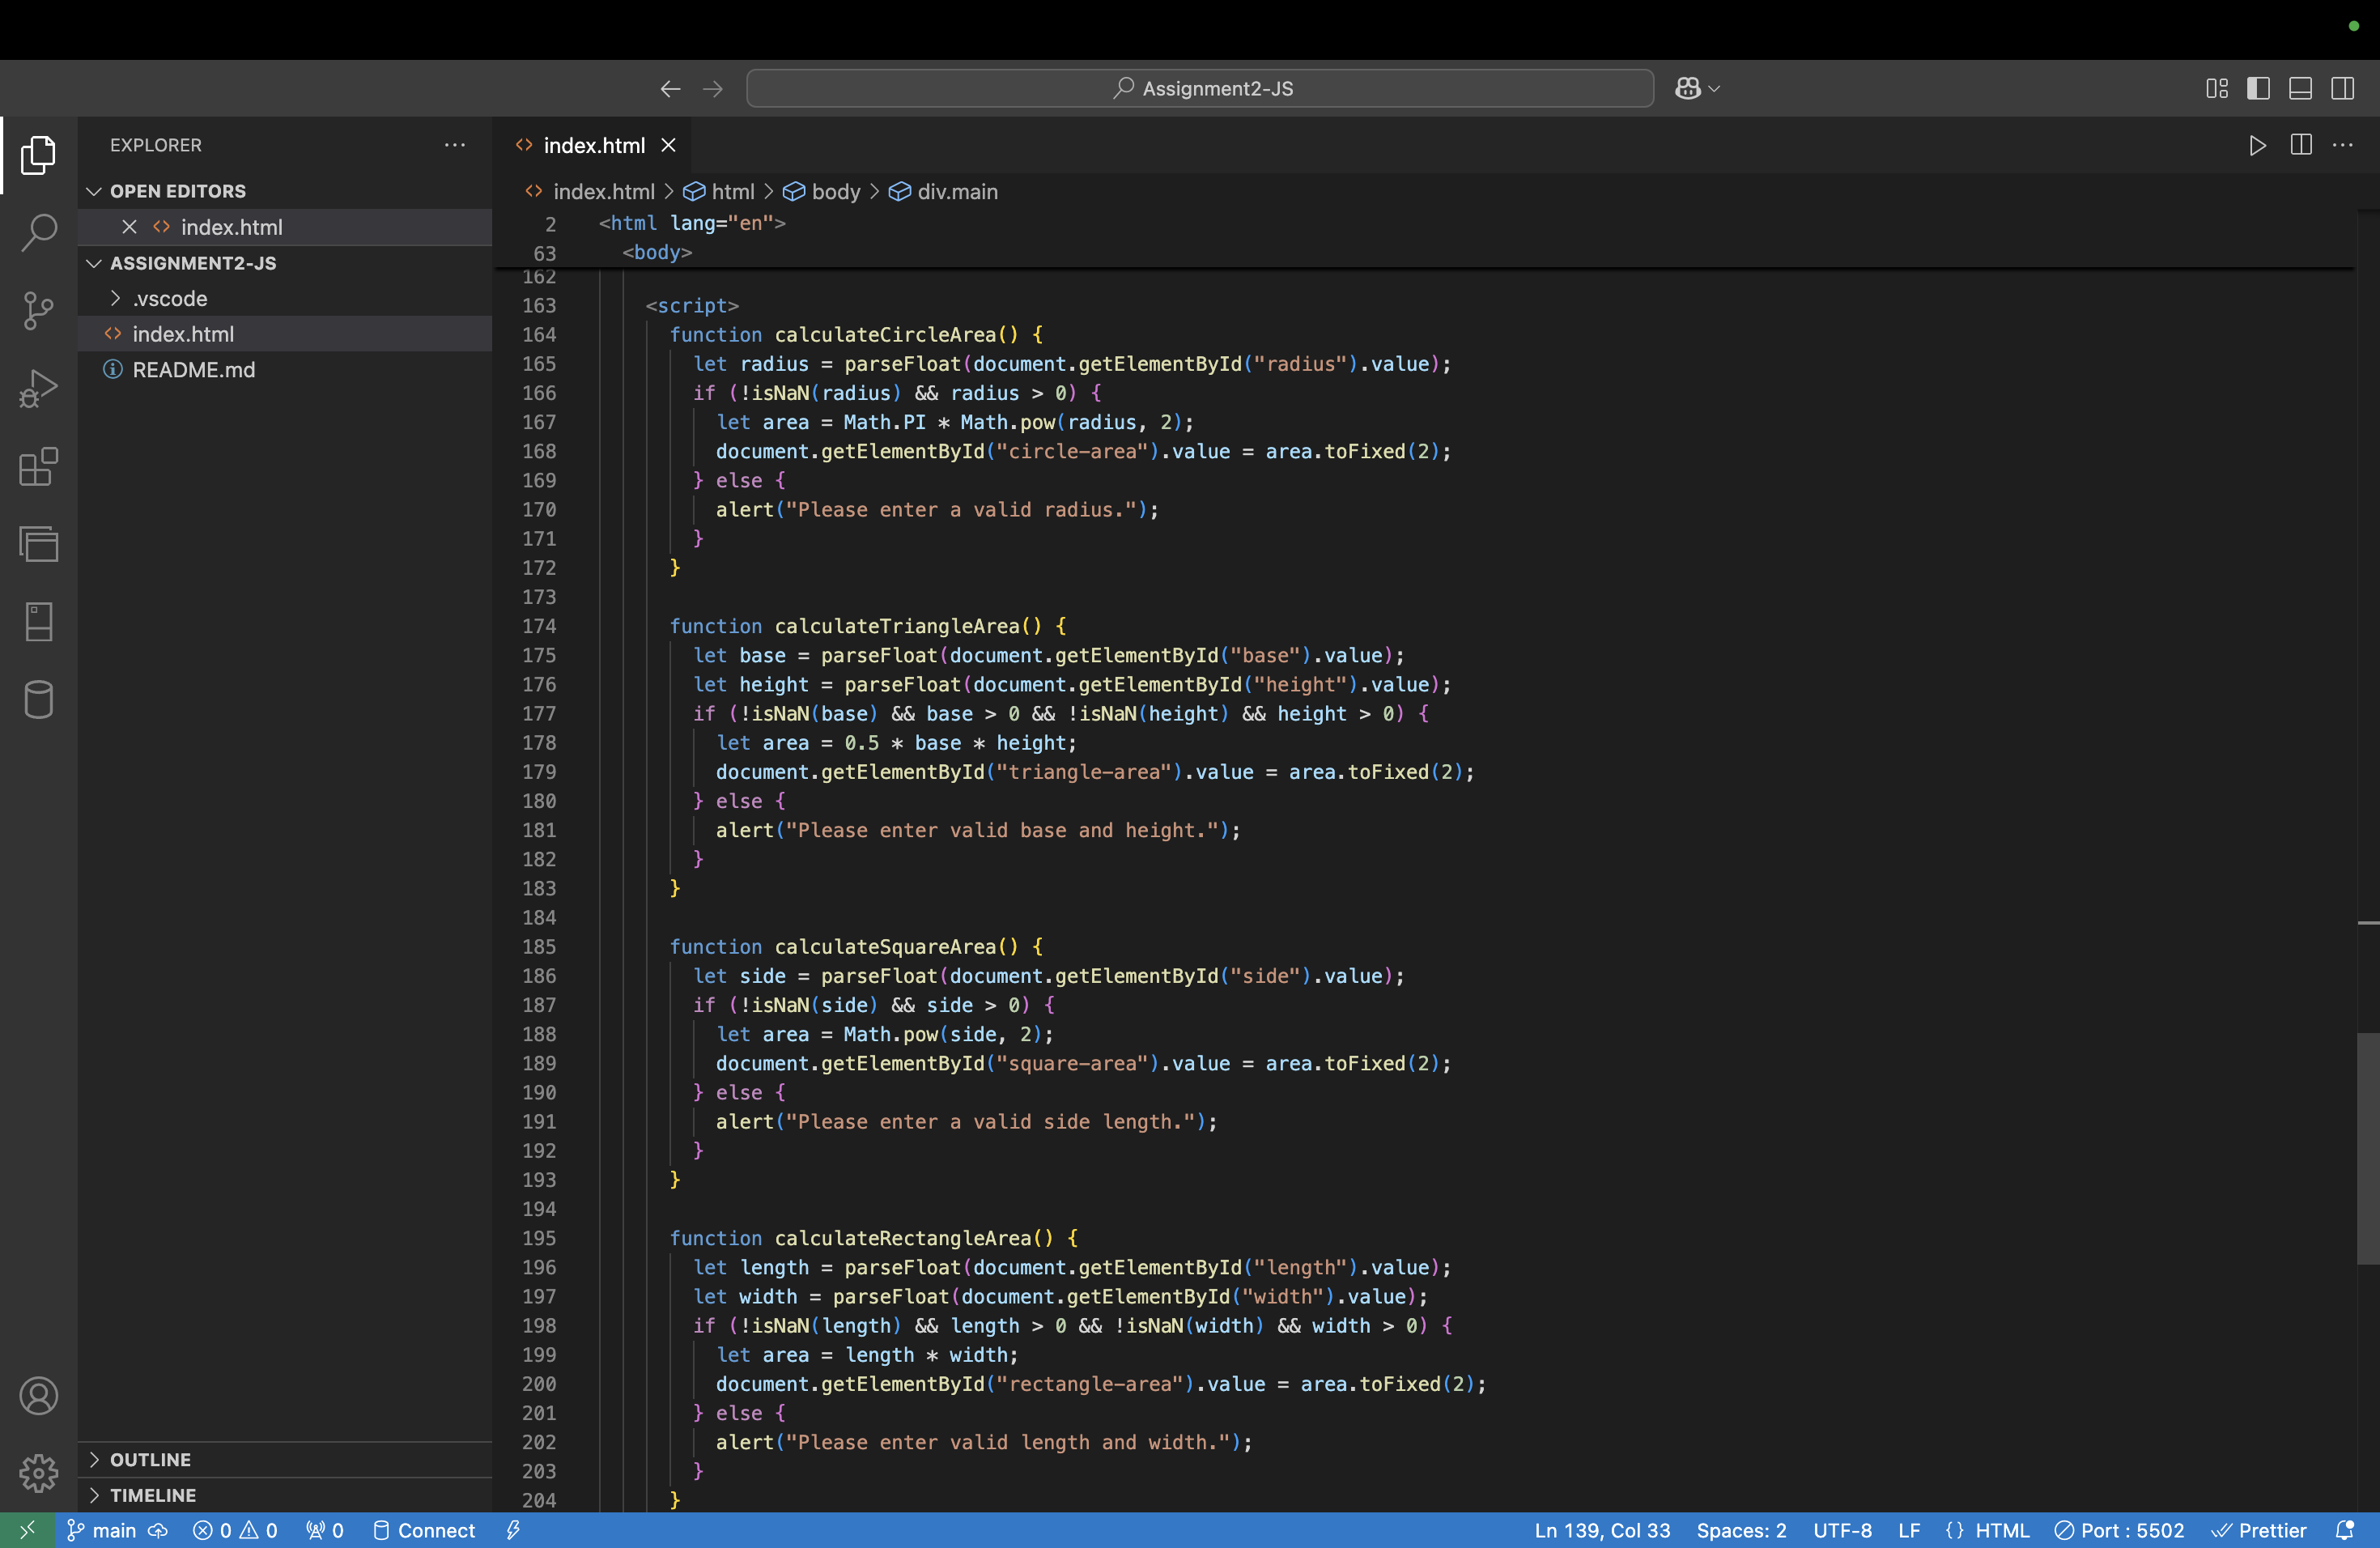 Assignment2-JS
EXPLORER
OPEN EDITORS
index.html
ASSIGNMENT2-JS
.vscode
index.html
README.md
OUTLINE
TIMELINE
index.html
index.html > html > body > div.main
2 <html lang="en">
63 <body>
162
163 <script>
164 function calculateCircleArea() {
165 let radius = parseFloat(document.getElementById("radius").value);
166 if (!isNaN(radius) && radius > 0) {
167 let area = Math.PI * Math.pow(radius, 2);
168 document.getElementById("circle-area").value = area.toFixed(2);
169 } else {
170 alert("Please enter a valid radius.");
171 }
172 }
173
174 function calculateTriangleArea() {
175 let base = parseFloat(document.getElementById("base").value);
176 let height = parseFloat(document.getElementById("height").value);
177 if (!isNaN(base) && base > 0 && !isNaN(height) && height > 0) {
178 let area = 0.5 * base * height;
179 document.getElementById("triangle-area").value = area.toFixed(2);
180 } else {
181 alert("Please enter valid base and height.");
182 }
183 }
184
185 function calculateSquareArea() {
186 let side = parseFloat(document.getElementById("side").value);
187 if (!isNaN(side) && side > 0) {
188 let area = Math.pow(side, 2);
189 document.getElementById("square-area").value = area.toFixed(2);
190 } else {
191 alert("Please enter a valid side length.");
192 }
193 }
194
195 function calculateRectangleArea() {
196 let length = parseFloat(document.getElementById("length").value);
197 let width = parseFloat(document.getElementById("width").value);
198 if (!isNaN(length) && length > 0 && !isNaN(width) && width > 0) {
199 let area = length * width;
200 document.getElementById("rectangle-area").value = area.toFixed(2);
201 } else {
202 alert("Please enter valid length and width.");
203 }
204 }
main 0 0 0 Connect Ln 139, Col 33 Spaces: 2 UTF-8 LF {} HTML Port : 5502 Prettier